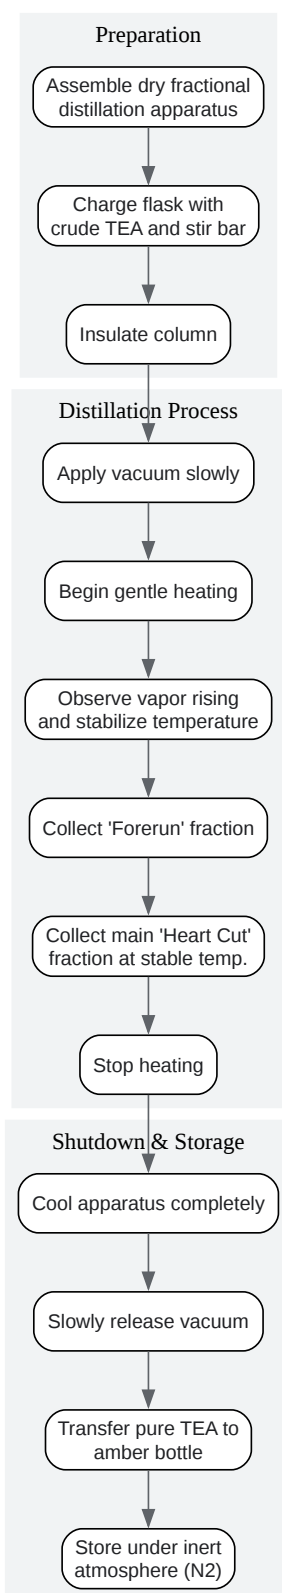 Preparation
Assemble dry fractional
distillation apparatus
Charge flask with
crude TEA and stir bar
Insulate column
Distillation Process
Apply vacuum slowly
Begin gentle heating
Observe vapor rising
and stabilize temperature
Collect 'Forerun' fraction
Collect main 'Heart Cut'
fraction at stable temp.
Stop heating
Shutdown & Storage
Cool apparatus completely
Slowly release vacuum
Transfer pure TEA to
amber bottle
Store under inert
atmosphere (N2)